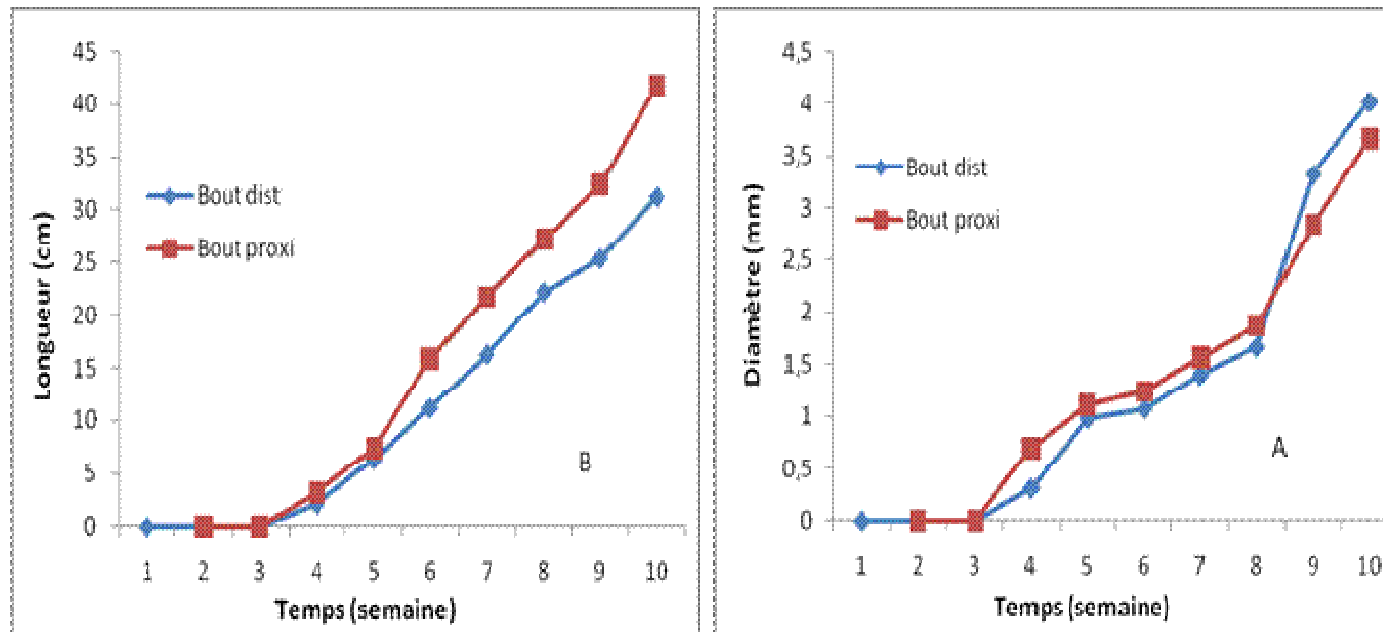 45
40
35
30
25
20
15
10
5
0
Longueur (cm)
Bout dist
Bout proxi
B
1 2 3 4 5 6 7 8 9 10
Temps (semaine)
4,5
4
3,5
3
2,5
2
1,5
1
0,5
0
Diamètre (mm)
Bout dist
Bout proxi
A
1 2 3 4 5 6 7 8 9 10
Temps (semaine)